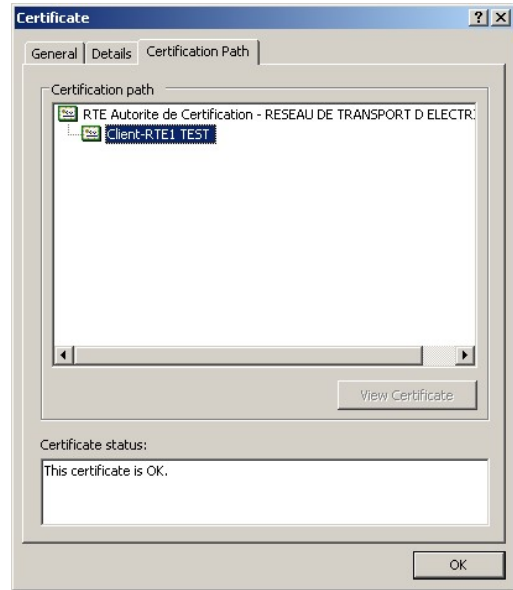 Certificate
General Details Certification Path
Certification path
RTE Autorite de Certification - RESEAU DE TRANSPORT D ELECTR
Client-RTE1 TEST
View Certificate
Certificate status:
This certificate is OK.
OK